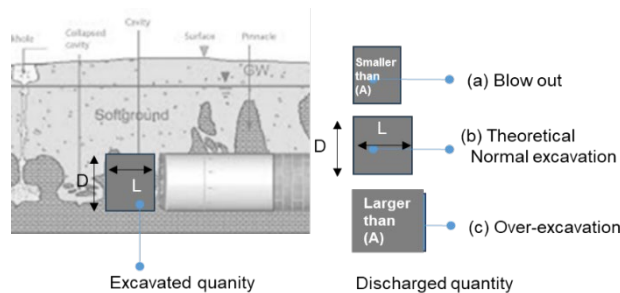 khole
Collapsed
cavity
Cavity
Surface
Pinnacle
GW
Softground
D
L
Excavated quanity
Smaller
than
(A)
(a) Blow out
D
L
(b) Theoretical
Normal excavation
Larger
than
(A)
(c) Over-excavation
Discharged quantity